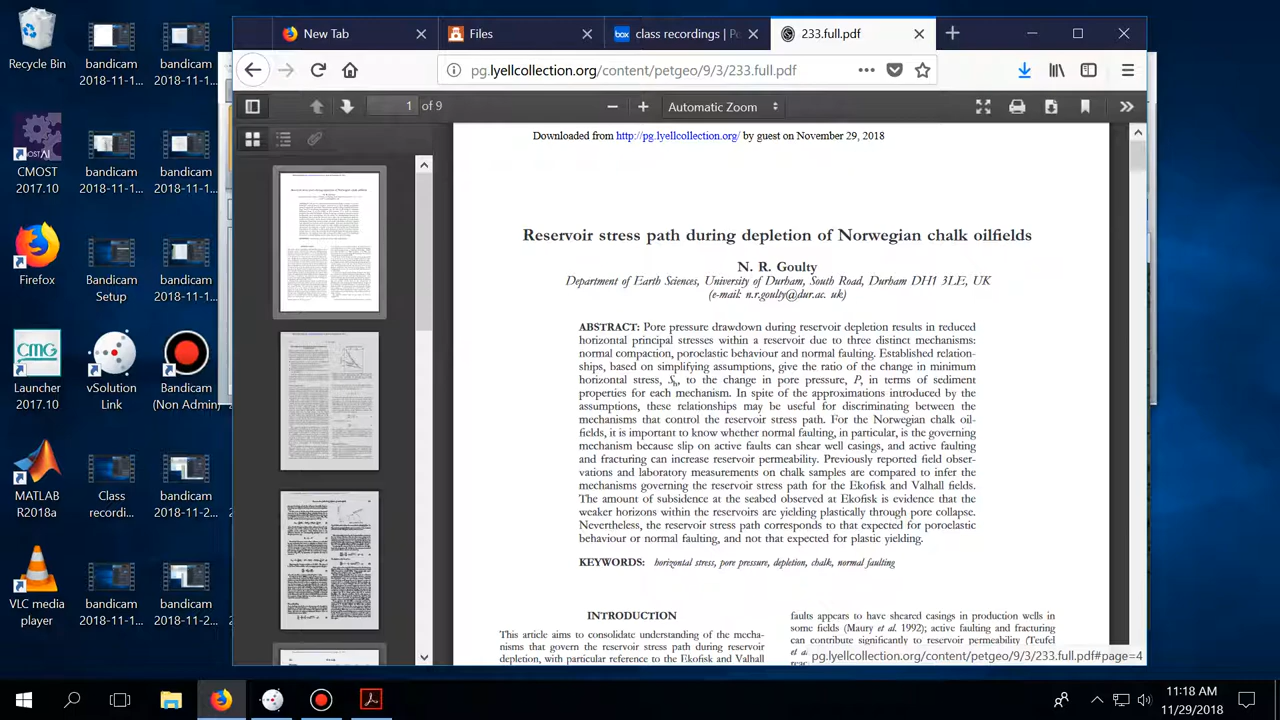 New Tab
Files
box class recordings | Po
233.full.pdf
pg.lyellcollection.org/content/petgeo/9/3/233.full.pdf
1 of 9
Automatic Zoom
Recycle Bin
bandicam 2018-11-1...
bandicam 2018-11-1...
CMOST 2017.10
bandicam 2018-11-1...
bandicam 2018-11-1...
Firefox
Bandicam Setup
bandicam 2018-11-1...
CMG
Launcher 2017.10
vSolution Link
Bandicam (Non Admin)
MATLAB R2018a
Class recordi...
bandicam 2018-11-2...
VLC media player
bandicam 2018-11-1...
bandicam 2018-11-2...
Downloaded from http://pg.lyellcollection.org/ by guest on November 29, 2018
Reservoir stress path during depletion of Norwegian chalk oilfields
N. R. Goulty
Department of Earth Sciences, University of Durham, South Road, Durham DH1 3LE, UK
(e-mail: n.r.goulty@dur.ac. uk)
ABSTRACT: Pore pressure drawdown during reservoir depletion results in reduced
horizontal principal stresses within a reservoir due to three distinct mechanisms:
normal compaction, poroelastic behaviour and normal faulting. Established relation-
ships, based on simplifying assumptions, give the ratio of the change in minimum
horizontal stress, Sh, to the change in pore pressure, P, in terms of sediment
properties for each mechanism. In spite of the approximations introduced by the
assumptions, these relationships may be useful for discriminating between the
mechanisms that control the reservoir stress path. For the Norwegian chalk oil-
fields, it is important to know whether normal faulting, in particular, is the governing
mechanism because slip on active faults can shear well casings, and active faulting
and fracturing can increase reservoir permeability. Previously reported field obser-
vations and laboratory measurements on chalk samples are compared to infer the
mechanisms governing the reservoir stress path for the Ekofisk and Valhall fields.
The amount of subsidence at the seabed observed at Ekofisk is evidence that the
weaker horizons within the reservoirs are yielding plastically through pore collapse.
Nevertheless, the reservoir stress path corresponds to that expected for poroelastic
behaviour or normal faulting, and not that expected for plastic yielding.
KEYWORDS: horizontal stress, pore pressure, depletion, chalk, normal faulting
INTRODUCTION
This article aims to consolidate understanding of the mecha-
nisms that govern the reservoir stress path during reservoir
depletion, with particular reference to the Ekofisk and Valhall
faults appears to have sheared casings in production wells in
some fields (Maury et al. 1992); active faulting and fracturing
can contribute significantly to reservoir permeability (Teufel
pg.lyellcollection.org/content/petgeo/9/3/233.full.pdf#page=4
11:18 AM
11/29/2018